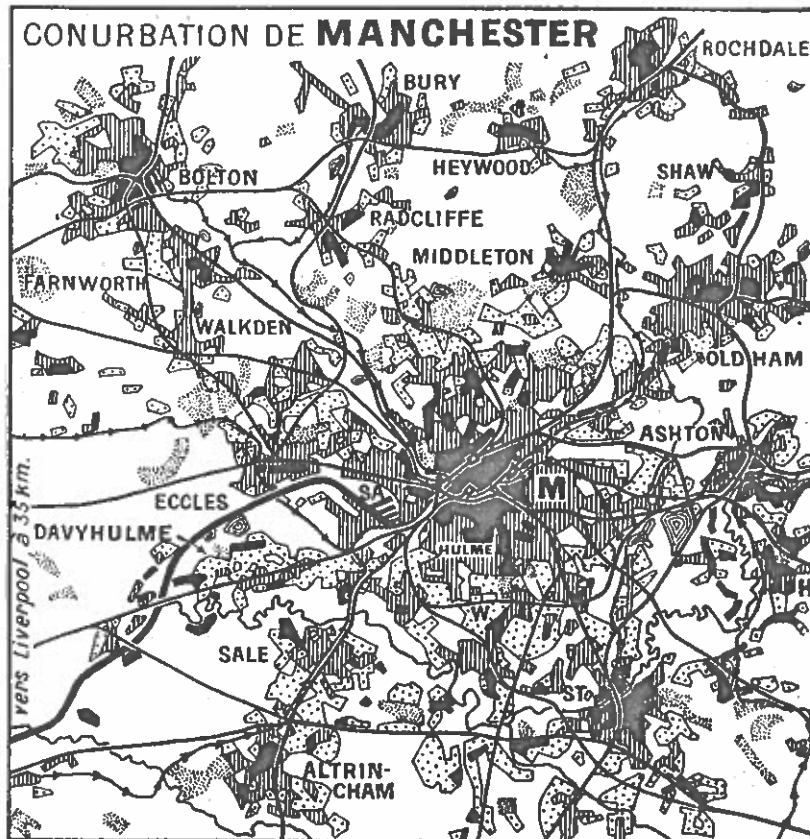 CONURBATION DE MANCHESTER
ROCHDALE
BURY
HEYWOOD
SHAW
BOLTON
RADCLIFFE
MIDDLETON
FARNWORTH
WALKDEN
OLDHAM
ASHTON
M
SA
ECCLES
DAVYHULME
HULME
H
W
SALE
ST.
ALTRIN-
CHAM
vers Liverpool, à 35 km.